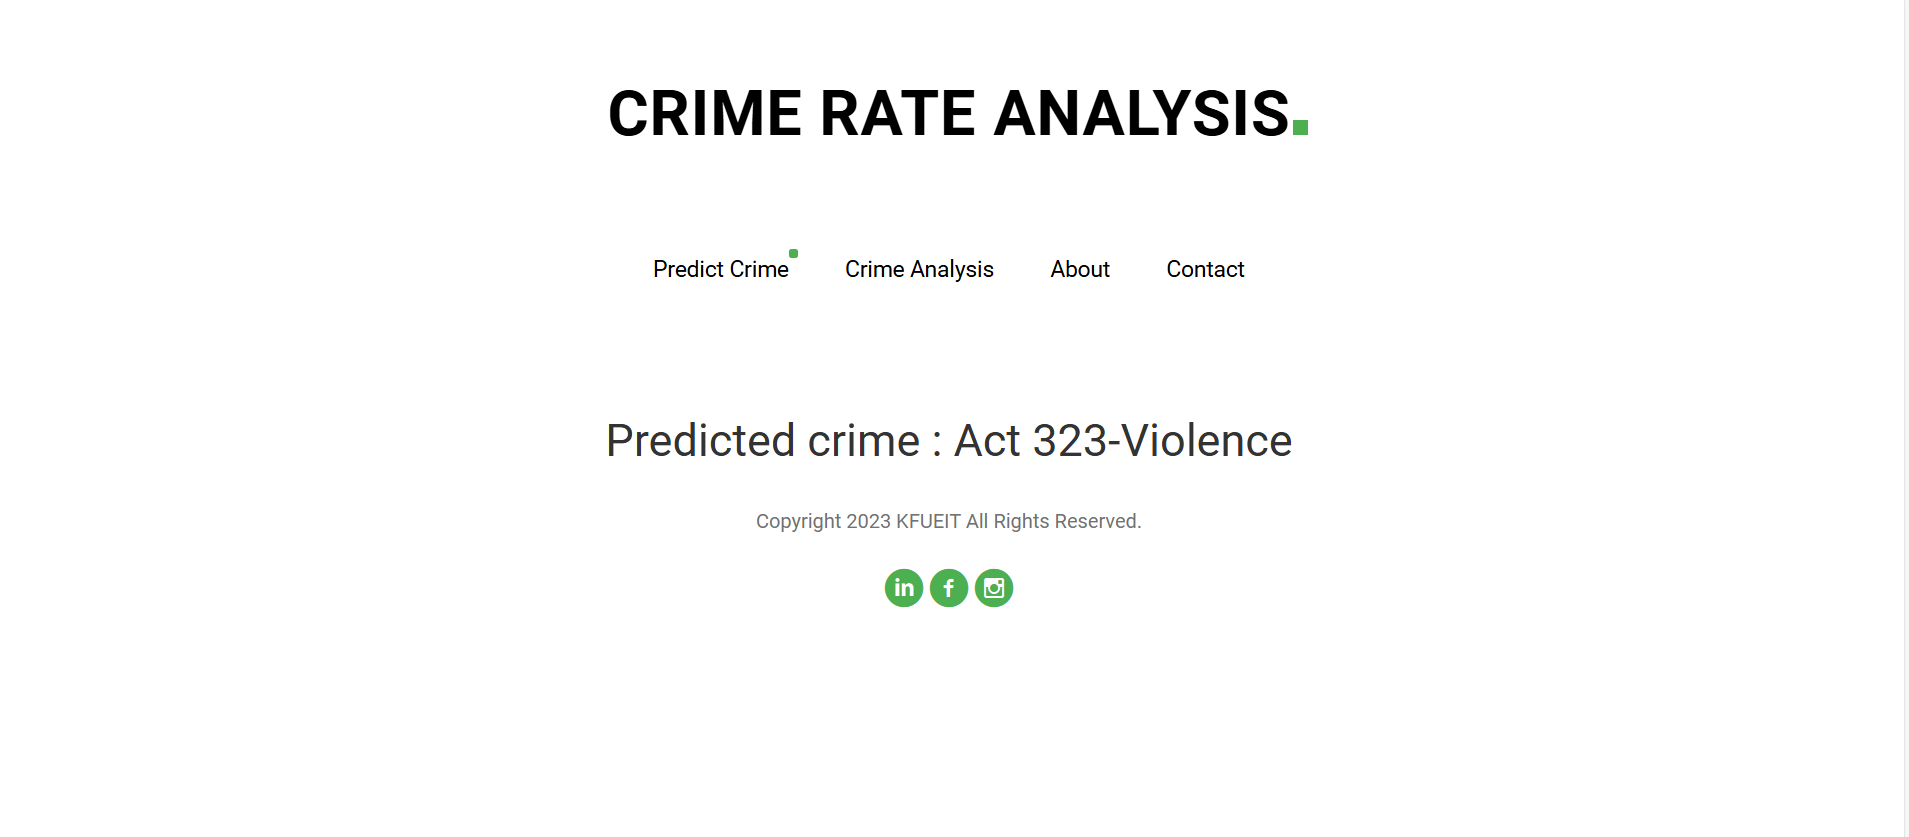 CRIME RATE ANALYSIS.
Predict Crime Crime Analysis About Contact
Predicted crime : Act 323-Violence
Copyright 2023 KFUEIT All Rights Reserved.
in f